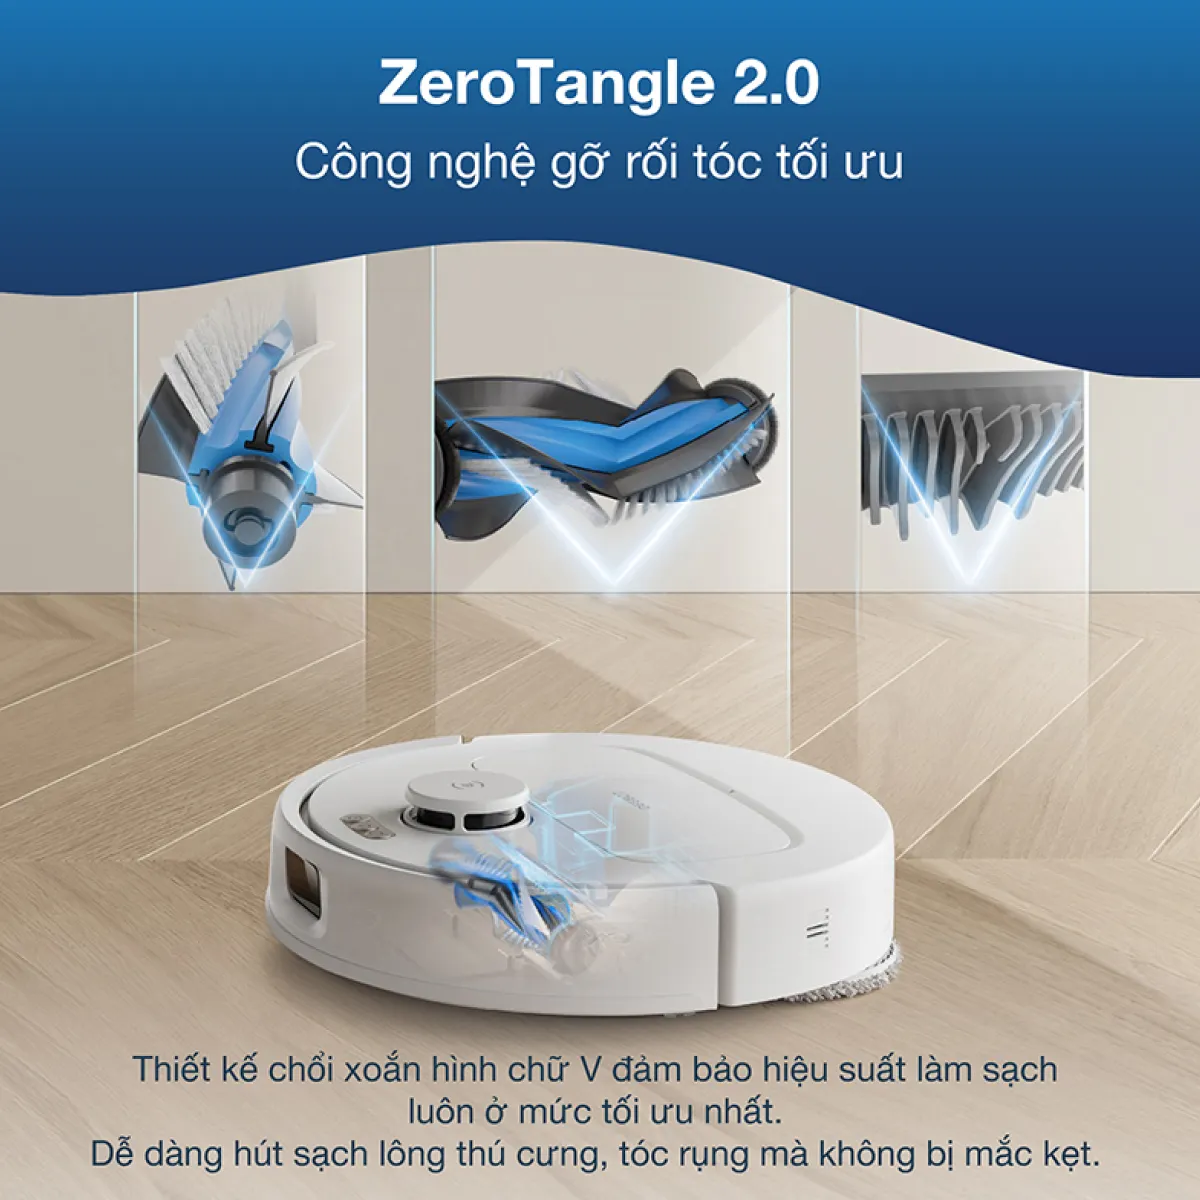 ZeroTangle 2.0
Công nghệ gỡ rối tóc tối ưu
Thiết kế chổi xoắn hình chữ V đảm bảo hiệu suất làm sạch
luôn ở mức tối ưu nhất.
Dễ dàng hút sạch lông thú cưng, tóc rụng mà không bị mắc kẹt.